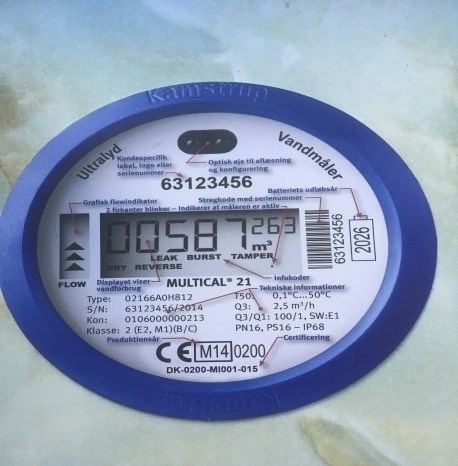 Kamstrup
Ultralyd
Vandmåler
Kundespecifik
label, logo eller
serienummer
Optisk øje til aflæsning
og konfigurering
63123456
Batteriets udløbsår
Stregkode med serienummer
Grafisk flowindikator
2 firkanter blinker - Indikerer at måleren er aktiv
00587263
m³
LEAK BURST TAMPER
DRY REVERSE
FLOW
63123456
2026
Displayet viser
vandforbrug
Infokoder
MULTICAL® 21
Tekniske informationer
Type: 02166A0H812
T50: 0,1°C...50°C
S/N: 63123456/2014
Q3: 2,5 m³/h
Kon: 0106000000213
Q3/Q1: 100/1, SW:E1
Klasse: 2 (E2, M1)(B/C)
PN16, PS16 - IP68
Produktionsår
Certificering
CE M14 0200
DK-0200-MI001-015
Kamstrup